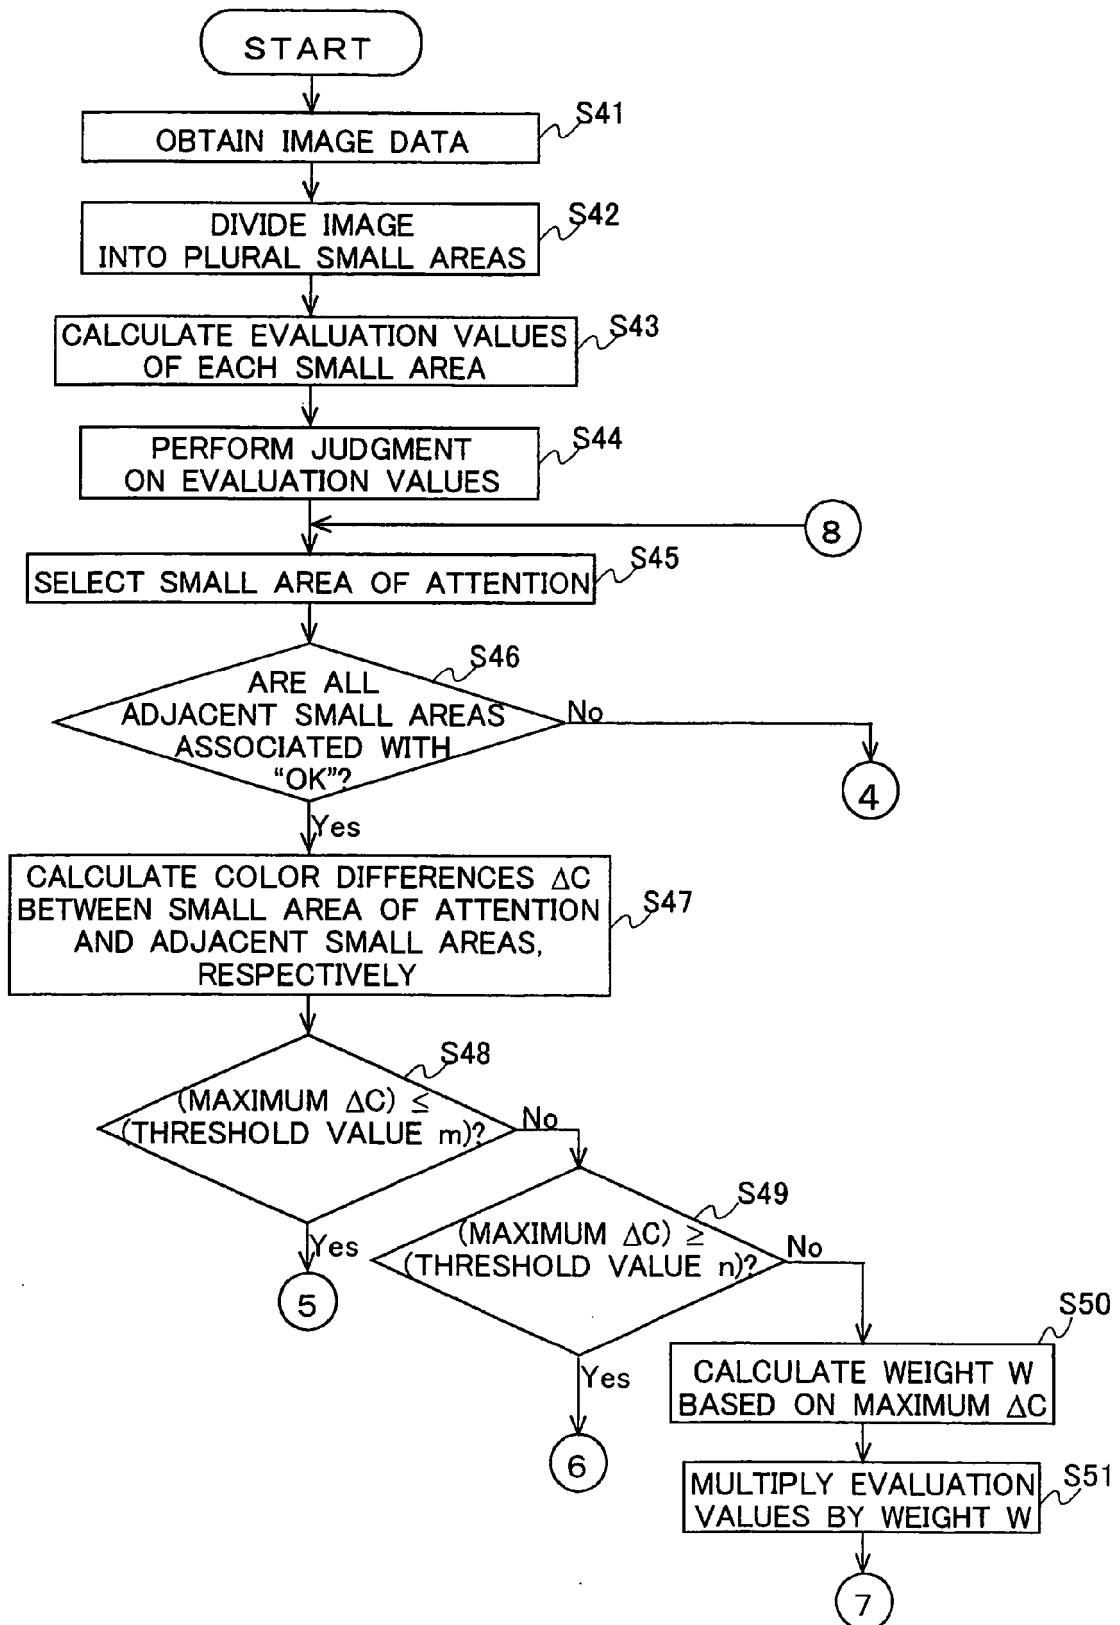 START
S41
OBTAIN IMAGE DATA
S42
DIVIDE IMAGE
INTO PLURAL SMALL AREAS
S43
CALCULATE EVALUATION VALUES
OF EACH SMALL AREA
S44
PERFORM JUDGMENT
ON EVALUATION VALUES
8
S45
SELECT SMALL AREA OF ATTENTION
S46
ARE ALL
ADJACENT SMALL AREAS
ASSOCIATED WITH
“OK”?
No
4
Yes
CALCULATE COLOR DIFFERENCES ΔC
BETWEEN SMALL AREA OF ATTENTION
AND ADJACENT SMALL AREAS,
RESPECTIVELY
S47
S48
(MAXIMUM ΔC) ≤
(THRESHOLD VALUE m)?
No
Yes
5
S49
(MAXIMUM ΔC) ≥
(THRESHOLD VALUE n)?
No
Yes
6
S50
CALCULATE WEIGHT W
BASED ON MAXIMUM ΔC
S51
MULTIPLY EVALUATION
VALUES BY WEIGHT W
7